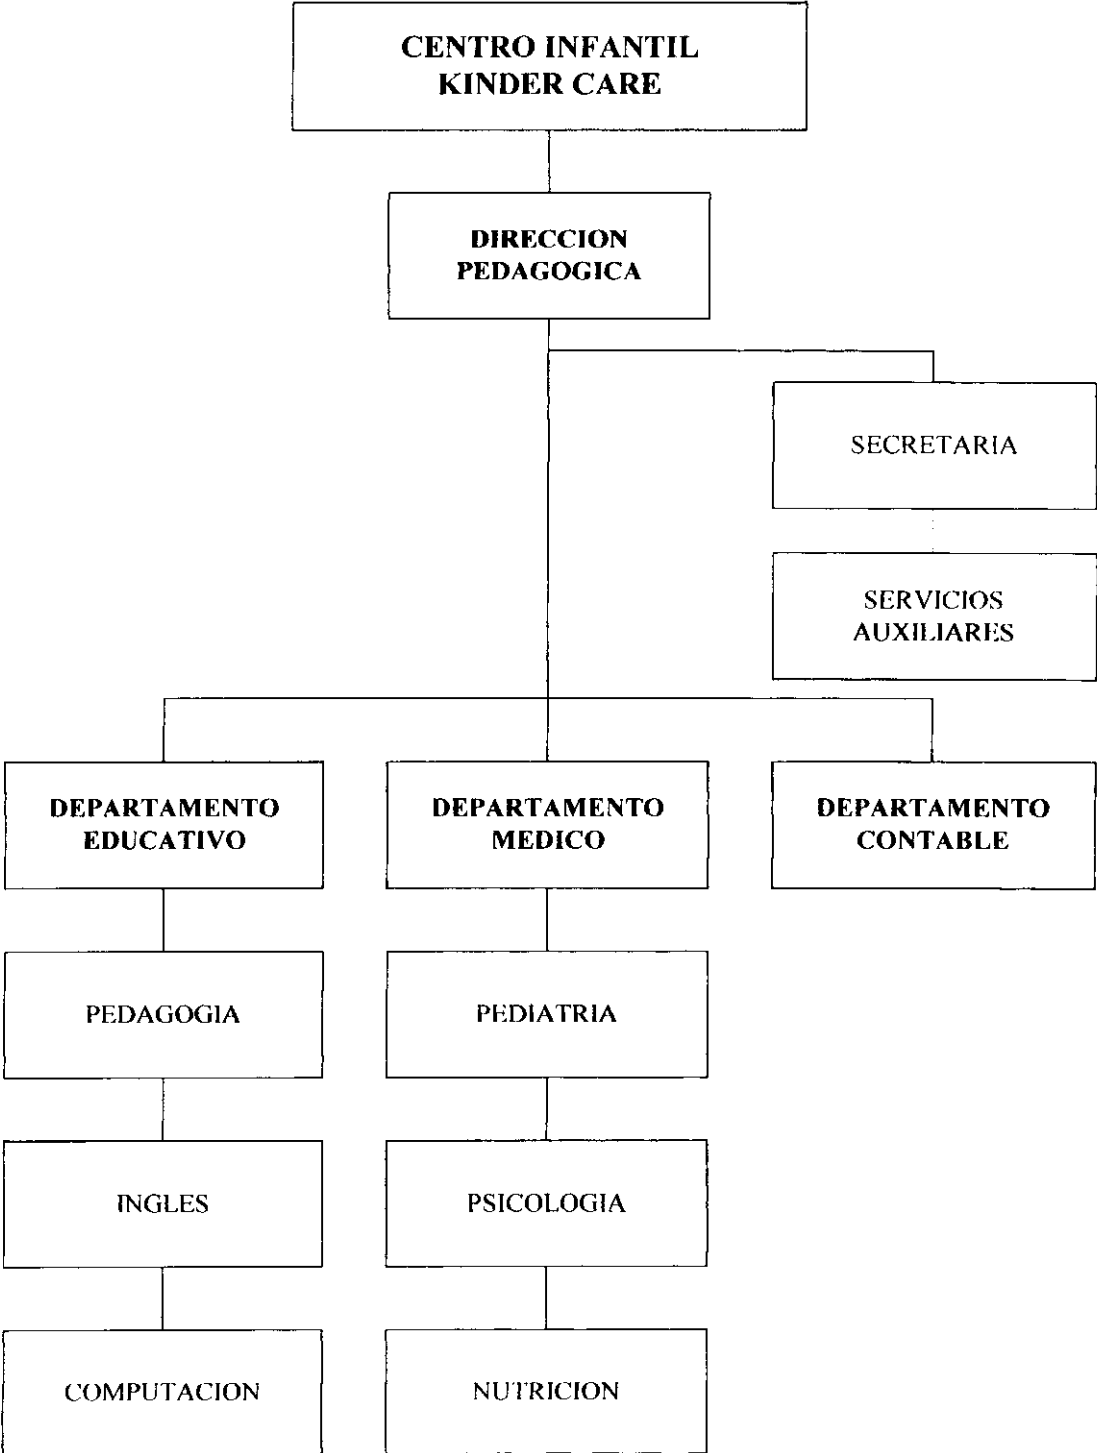 CENTRO INFANTIL
KINDER CARE
DIRECCION
PEDAGOGICA
SECRETARIA
SERVICIOS
AUXILIARES
DEPARTAMENTO
EDUCATIVO
DEPARTAMENTO
MEDICO
DEPARTAMENTO
CONTABLE
PEDAGOGIA
PEDIATRIA
INGLES
PSICOLOGIA
COMPUTACION
NUTRICION